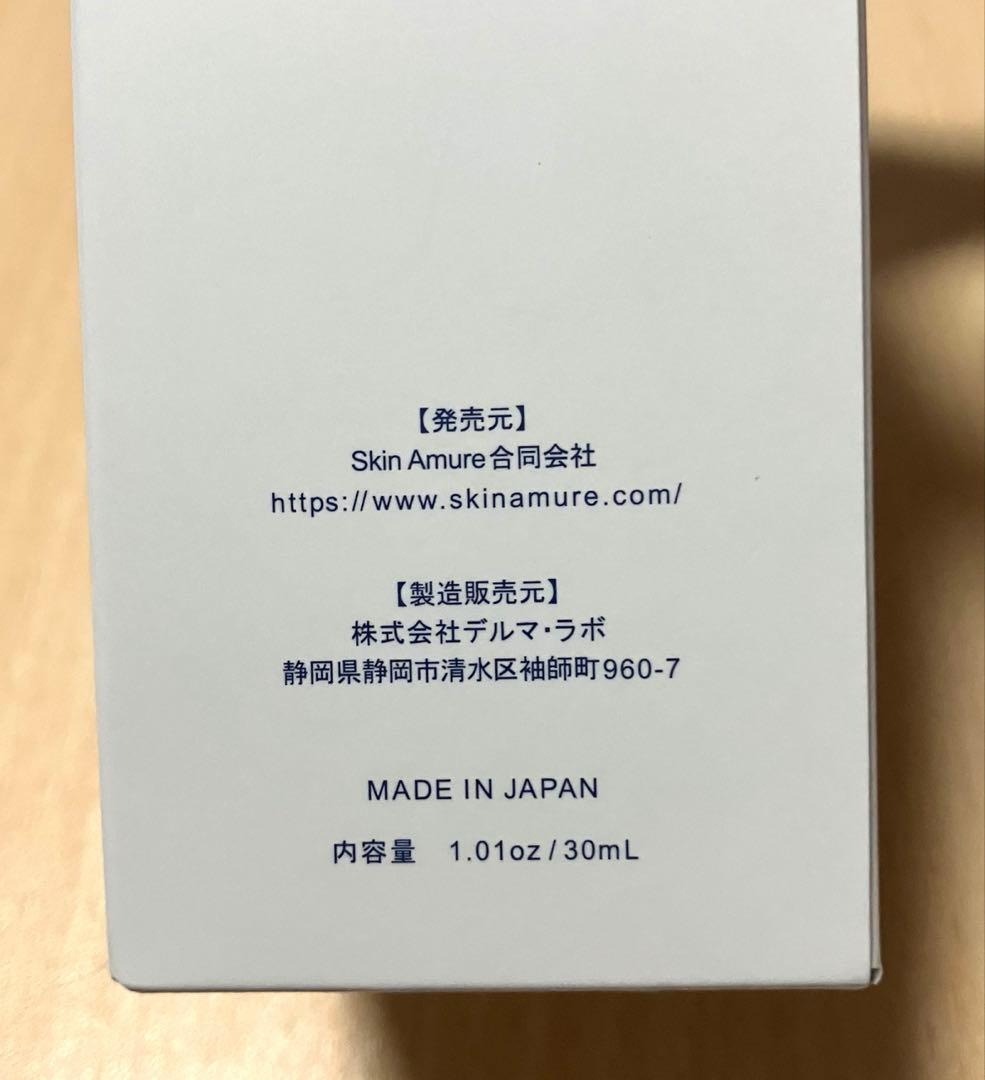 【発売元】
Skin Amure合同会社
https://www.skinamure.com/
【製造販売元】
株式会社デルマ・ラボ
静岡県静岡市清水区袖師町960-7
MADE IN JAPAN
内容量 1.01oz/30mL